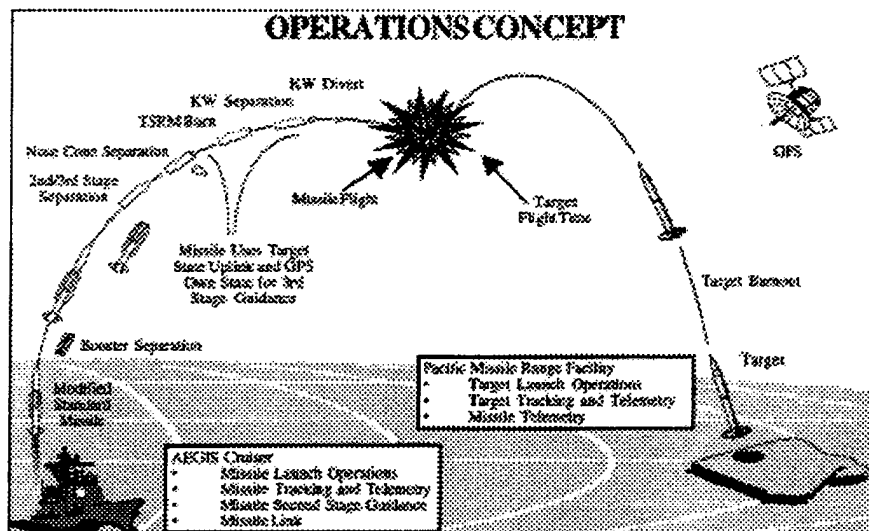 OPERATIONS CONCEPT
KW Divert
KW Separation
TSRM Burn
Nose Cone Separation
2nd/3rd Stage
Separation
GPS
Missile Flight
Target
Flight Time
Missile Uses Target
State Uplink and GPS
Own State for 3rd
Stage Guidance
Target Burnout
Booster Separation
Target
Modified
Standard
Missile
Pacific Missile Range Facility
Target Launch Operations
Target Tracking and Telemetry
Missile Telemetry
AEGIS Cruiser
Missile Launch Operations
Missile Tracking and Telemetry
Missile Second Stage Guidance
Missile Link